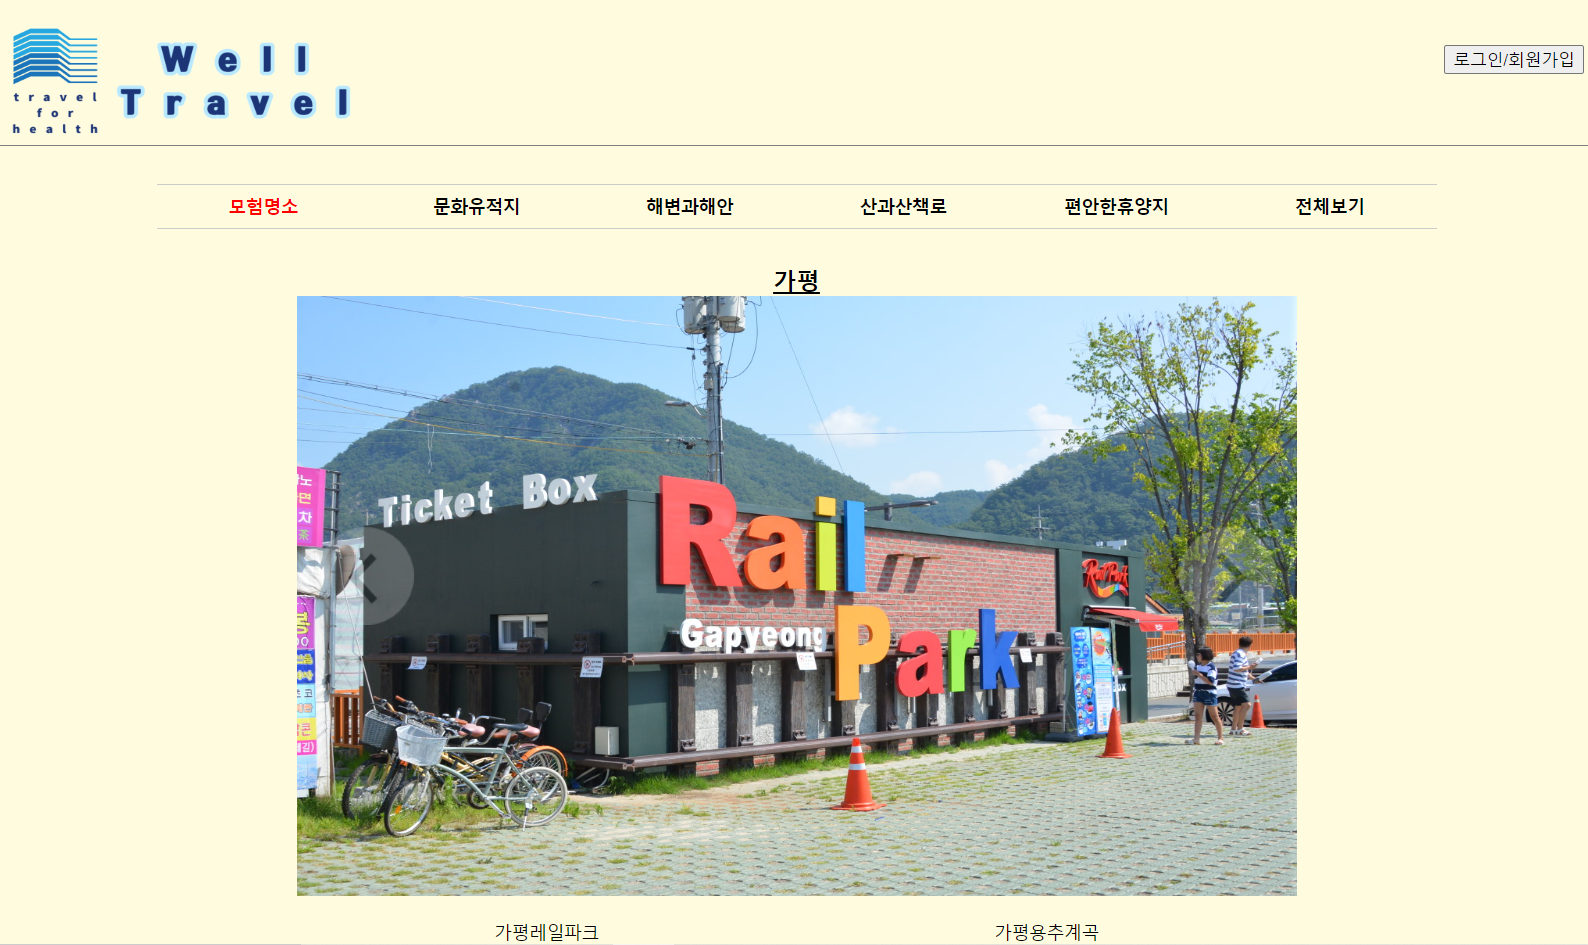 travel
for
health
Well
Travel
로그인/회원가입
모험명소
문화유적지
해변과해안
산과산책로
편안한휴양지
전체보기
가평
Ticket Box
Rail
Gapyeong
Park
Rail Park
가평레일파크
가평용추계곡